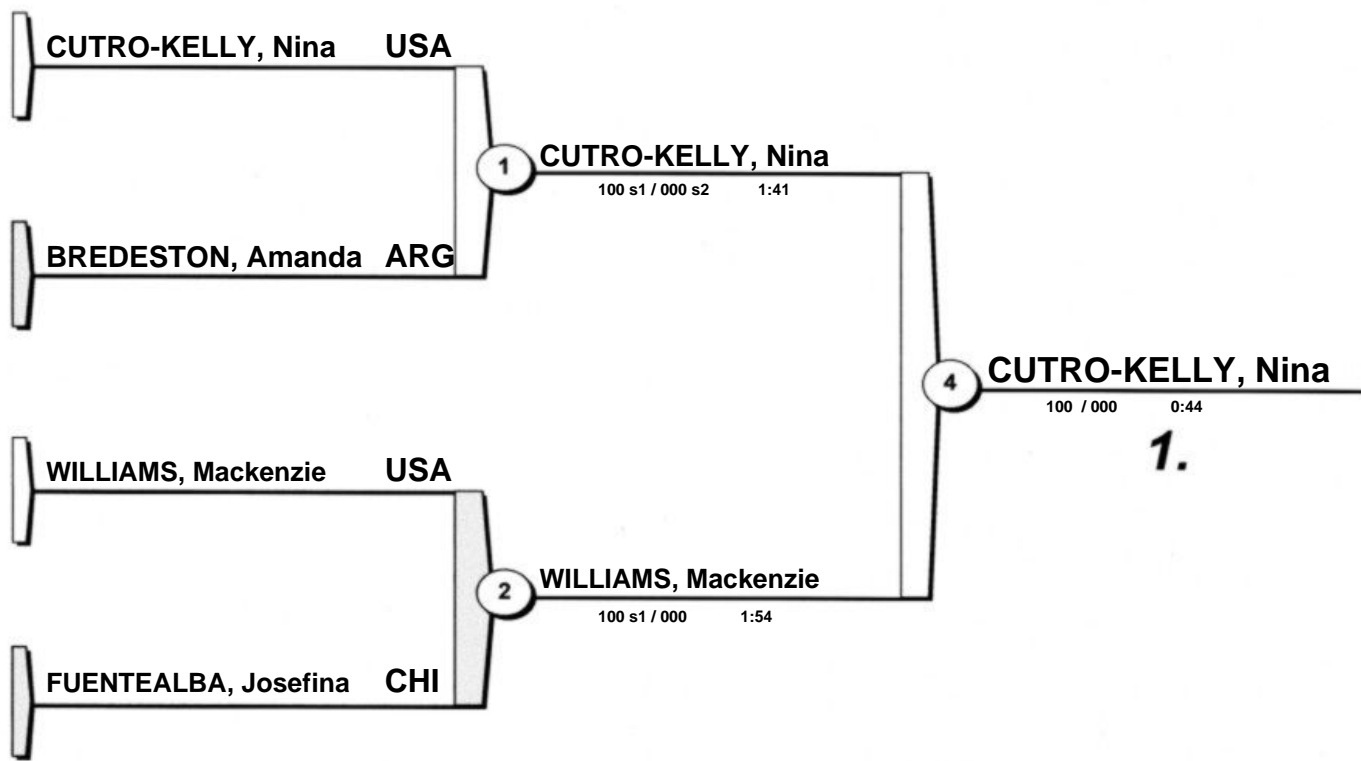 CUTRO-KELLY, Nina USA
1 CUTRO-KELLY, Nina
100 s1 / 000 s2 1:41
BREDESTON, Amanda ARG
4 CUTRO-KELLY, Nina
100 / 000 0:44
1.
WILLIAMS, Mackenzie USA
2 WILLIAMS, Mackenzie
100 s1 / 000 1:54
FUENTEALBA, Josefina CHI